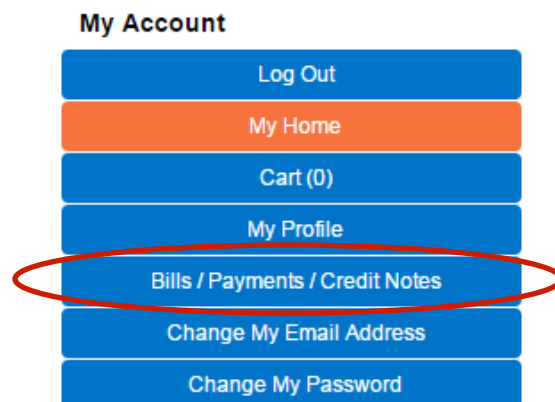 My Account
Log Out
My Home
Cart (0)
My Profile
Bills / Payments / Credit Notes
Change My Email Address
Change My Password